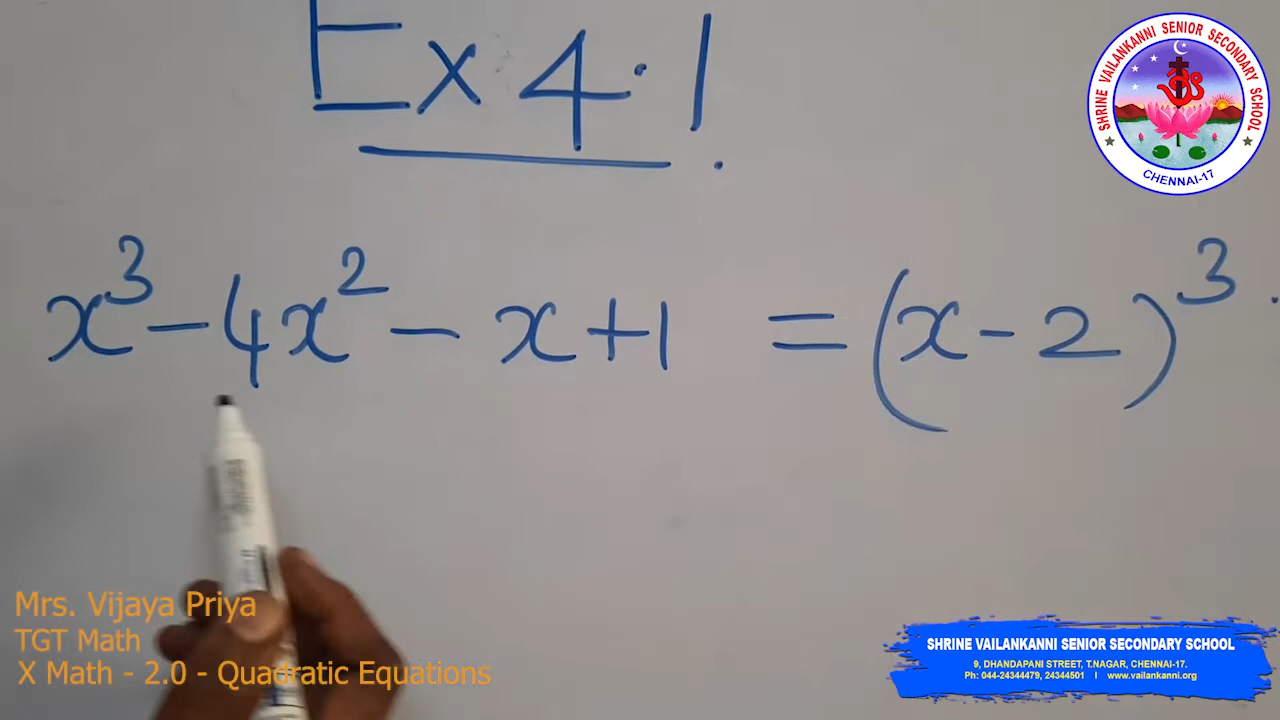 Ex 4.1.
x³ - 4x² - x + 1 = (x - 2)³.
SHRINE VAILANKANNI SENIOR SECONDARY SCHOOL
CHENNAI-17
Mrs. Vijaya Priya
TGT Math
X Math - 2.0 - Quadratic Equations
SHRINE VAILANKANNI SENIOR SECONDARY SCHOOL
9, DHANDAPANI STREET, T.NAGAR, CHENNAI-17.
Ph: 044-24344479, 24344501 I www.vailankanni.org